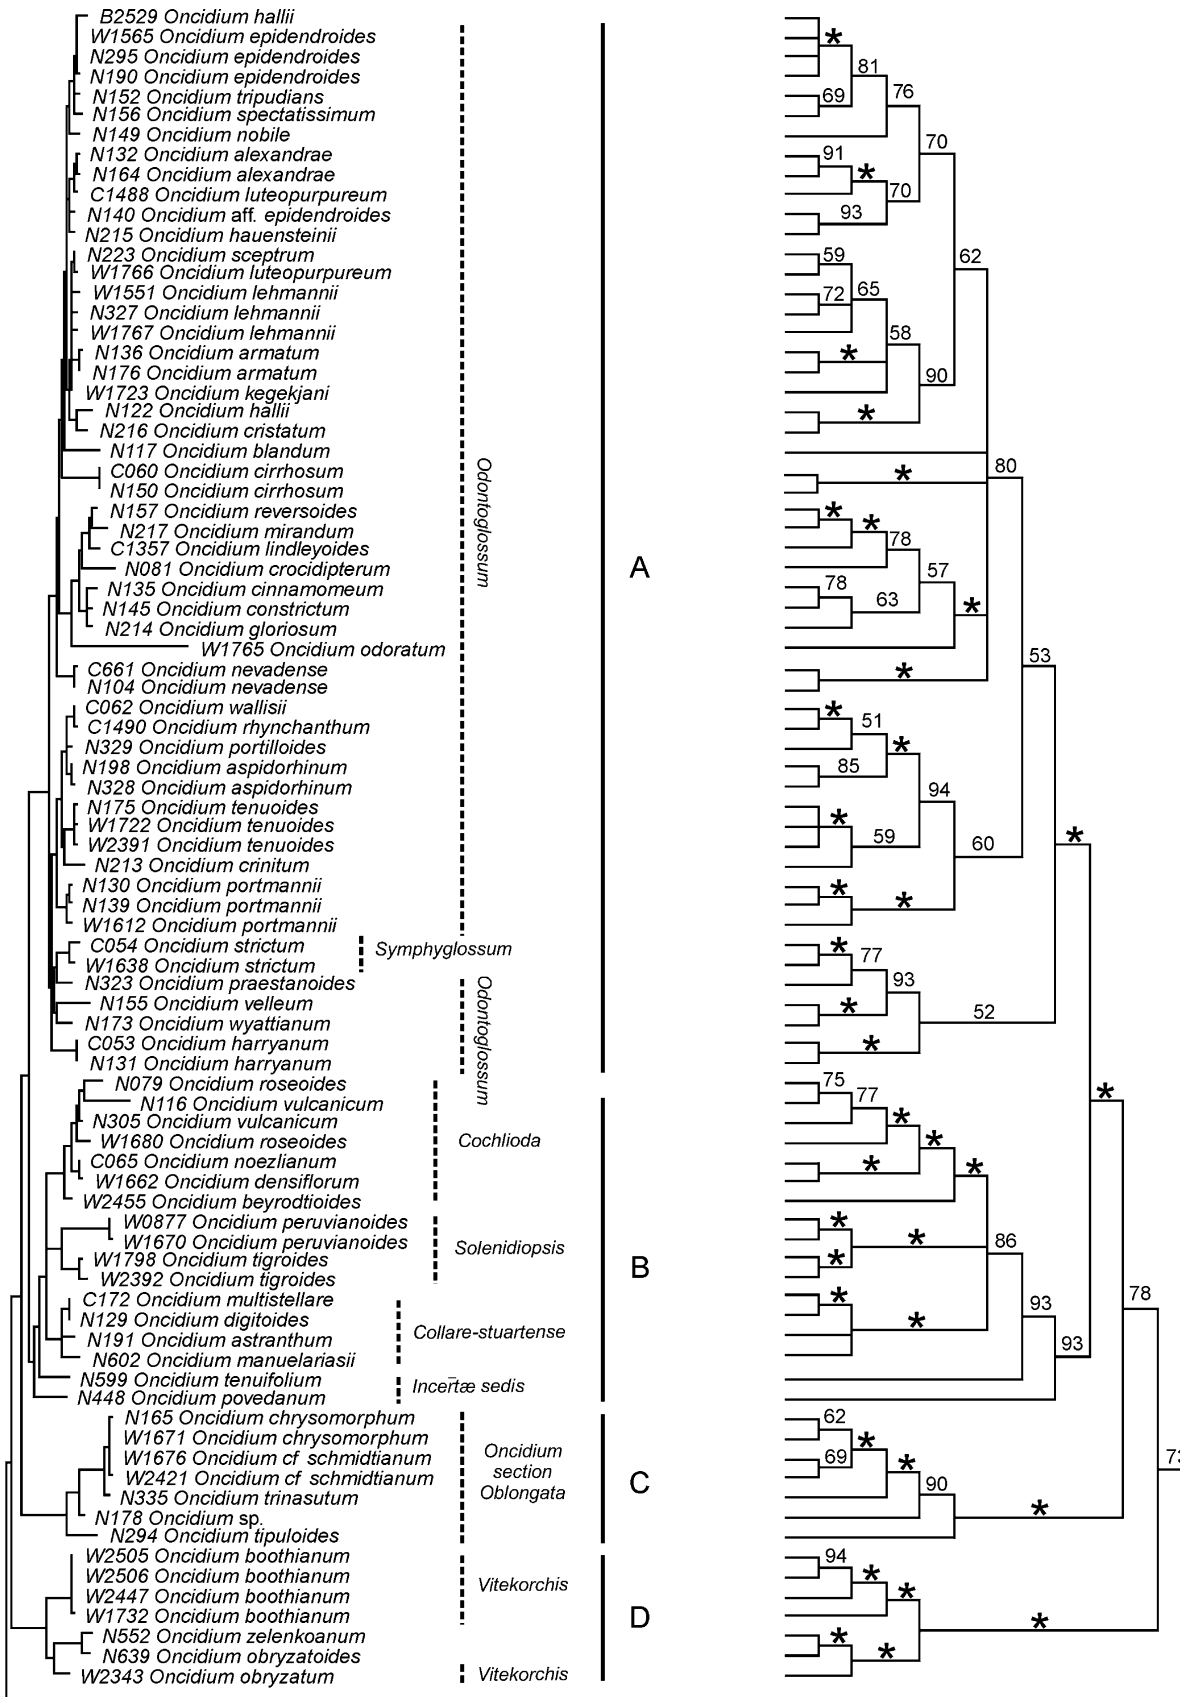 B2529 Oncidium hallii
W1565 Oncidium epidendroides
N295 Oncidium epidendroides
N190 Oncidium epidendroides
N152 Oncidium tripudians
N156 Oncidium spectatissimum
N149 Oncidium nobile
N132 Oncidium alexandrae
N164 Oncidium alexandrae
C1488 Oncidium luteopurpureum
N140 Oncidium aff. epidendroides
N215 Oncidium hauensteinii
N223 Oncidium sceptrum
W1766 Oncidium luteopurpureum
W1551 Oncidium lehmannii
N327 Oncidium lehmannii
W1767 Oncidium lehmannii
N136 Oncidium armatum
N176 Oncidium armatum
W1723 Oncidium kegekjani
N122 Oncidium hallii
N216 Oncidium cristatum
N117 Oncidium blandum
C060 Oncidium cirrhosum
N150 Oncidium cirrhosum
N157 Oncidium reversoides
N217 Oncidium mirandum
C1357 Oncidium lindleyoides
N081 Oncidium crocidipterum
N135 Oncidium cinnamomeum
N145 Oncidium constrictum
N214 Oncidium gloriosum
W1765 Oncidium odoratum
C661 Oncidium nevadense
N104 Oncidium nevadense
C062 Oncidium wallisii
C1490 Oncidium rhynchanthum
N329 Oncidium portilloides
N198 Oncidium aspidorhinum
N328 Oncidium aspidorhinum
N175 Oncidium tenuoides
W1722 Oncidium tenuoides
W2391 Oncidium tenuoides
N213 Oncidium crinitum
N130 Oncidium portmannii
N139 Oncidium portmannii
W1612 Oncidium portmannii
C054 Oncidium strictum
W1638 Oncidium strictum
N323 Oncidium praestanoides
N155 Oncidium velleum
N173 Oncidium wyattianum
C053 Oncidium harryanum
N131 Oncidium harryanum
N079 Oncidium roseoides
N116 Oncidium vulcanicum
N305 Oncidium vulcanicum
W1680 Oncidium roseoides
C065 Oncidium noezlianum
W1662 Oncidium densiflorum
W2455 Oncidium beyrodtioides
W0877 Oncidium peruvianoides
W1670 Oncidium peruvianoides
W1798 Oncidium tigroides
W2392 Oncidium tigroides
C172 Oncidium multistellare
N129 Oncidium digitoides
N191 Oncidium astranthum
N602 Oncidium manuelariasii
N599 Oncidium tenuifolium
N448 Oncidium povedanum
N165 Oncidium chrysomorphum
W1671 Oncidium chrysomorphum
W1676 Oncidium cf schmidtianum
W2421 Oncidium cf schmidtianum
N335 Oncidium trinasutum
N178 Oncidium sp.
N294 Oncidium tipuloides
W2505 Oncidium boothianum
W2506 Oncidium boothianum
W2447 Oncidium boothianum
W1732 Oncidium boothianum
N552 Oncidium zelenkoanum
N639 Oncidium obryzatoides
W2343 Oncidium obryzatum
Odontoglossum
Symphyglossum
Odontoglossum
Cochlioda
Solenidiopsis
Collare-stuartense
Incertæ sedis
Oncidium
section
Oblongata
Vitekorchis
Vitekorchis
A
B
C
D
*
81
76
69
70
91
*
70
93
62
59
72
65
58
*
90
*
80
*
*
*
78
57
78
63
*
*
53
*
51
*
85
94
*
59
60
*
*
*
*
77
93
*
52
*
75
77
*
*
*
*
*
*
*
*
86
*
*
93
93
78
62
*
69
*
90
*
73
94
*
*
*
*
*